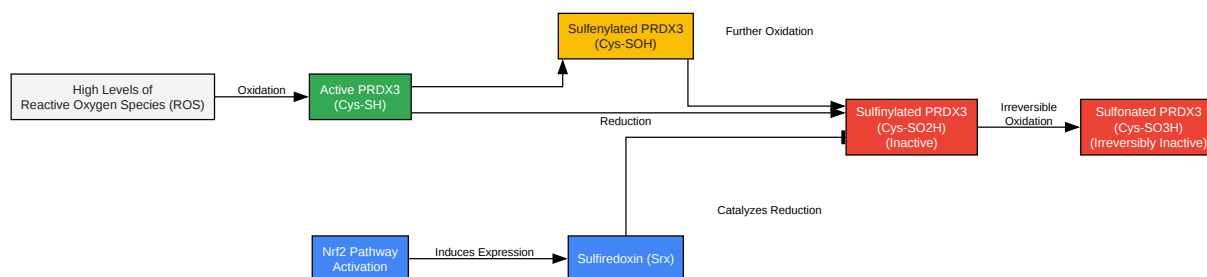 Sulfenylated PRDX3
(Cys-SOH)
Further Oxidation
High Levels of
Reactive Oxygen Species (ROS)
Oxidation
Active PRDX3
(Cys-SH)
Reduction
Sulfinylated PRDX3
(Cys-SO2H)
(Inactive)
Irreversible
Oxidation
Sulfonated PRDX3
(Cys-SO3H)
(Irreversibly Inactive)
Catalyzes Reduction
Nrf2 Pathway
Activation
Induces Expression
Sulfiredoxin (Srx)